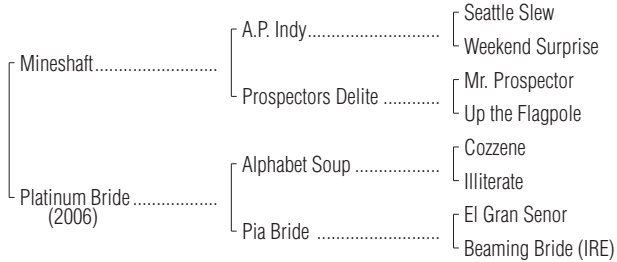 Seattle Slew
A.P. Indy..............................
Weekend Surprise
Mineshaft............................
Mr. Prospector
Prospectors Delite .............
Up the Flagpole
Cozzene
Alphabet Soup ...................
Illiterate
Platinum Bride ...................
(2006)
El Gran Senor
Pia Bride ............................
Beaming Bride (IRE)